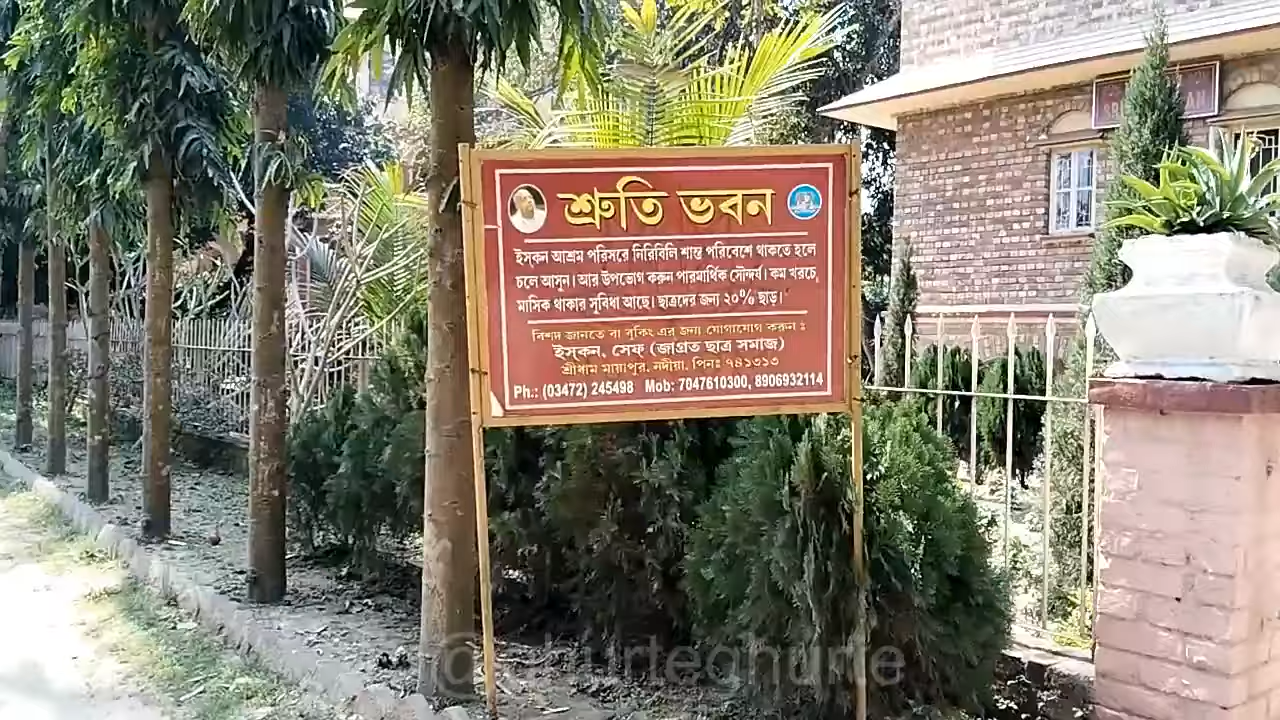 শ্রুতি ভবন
ইস্কন আশ্রম পরিসরে নিরিবিলি শান্ত পরিবেশে থাকতে হলে
চলে আসুন। আর উপভোগ করুন পারমার্থিক সৌন্দর্য। কম খরচে,
মাসিক থাকার সুবিধা আছে। ছাত্রদের জন্য ২০% ছাড়।
বিশদ জানতে বা বুকিং এর জন্য যোগাযোগ করুন :
ইস্কন, সেফ্ (জাগ্রত ছাত্র সমাজ)
শ্রীধাম মায়াপুর, নদীয়া, পিনঃ ৭৪১৩১৩
Ph.: (03472) 245498 Mob: 7047610300, 8906932114